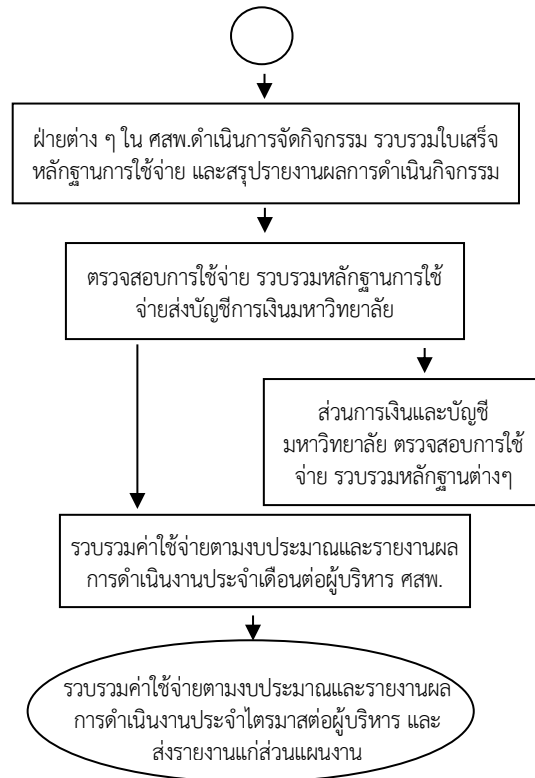 ฝ่ายต่าง ๆ ใน ศสพ.ดำเนินการจัดกิจกรรม รวบรวมใบเสร็จ
หลักฐานการใช้จ่าย และสรุปรายงานผลการดำเนินกิจกรรม
ตรวจสอบการใช้จ่าย รวบรวมหลักฐานการใช้
จ่ายส่งบัญชีการเงินมหาวิทยาลัย
ส่วนการเงินและบัญชี
มหาวิทยาลัย ตรวจสอบการใช้
จ่าย รวบรวมหลักฐานต่างๆ
รวบรวมค่าใช้จ่ายตามงบประมาณและรายงานผล
การดำเนินงานประจำเดือนต่อผู้บริหาร ศสพ.
รวบรวมค่าใช้จ่ายตามงบประมาณและรายงานผล
การดำเนินงานประจำไตรมาสต่อผู้บริหาร และ
ส่งรายงานแก่ส่วนแผนงาน